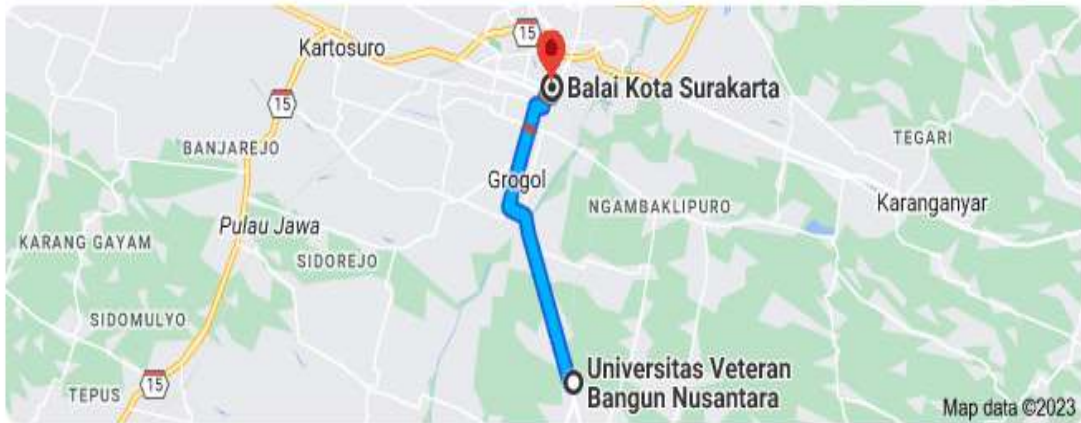 15
Kartosuro
Balai Kota Surakarta
15
TEGARI
BANJAREJO
Grogol
NGAMBAKLIPURO
Karanganyar
Pulau Jawa
KARANG GAYAM
SIDOREJO
SIDOMULYO
Universitas Veteran
Bangun Nusantara
15
TEPUS
Map data ©2023